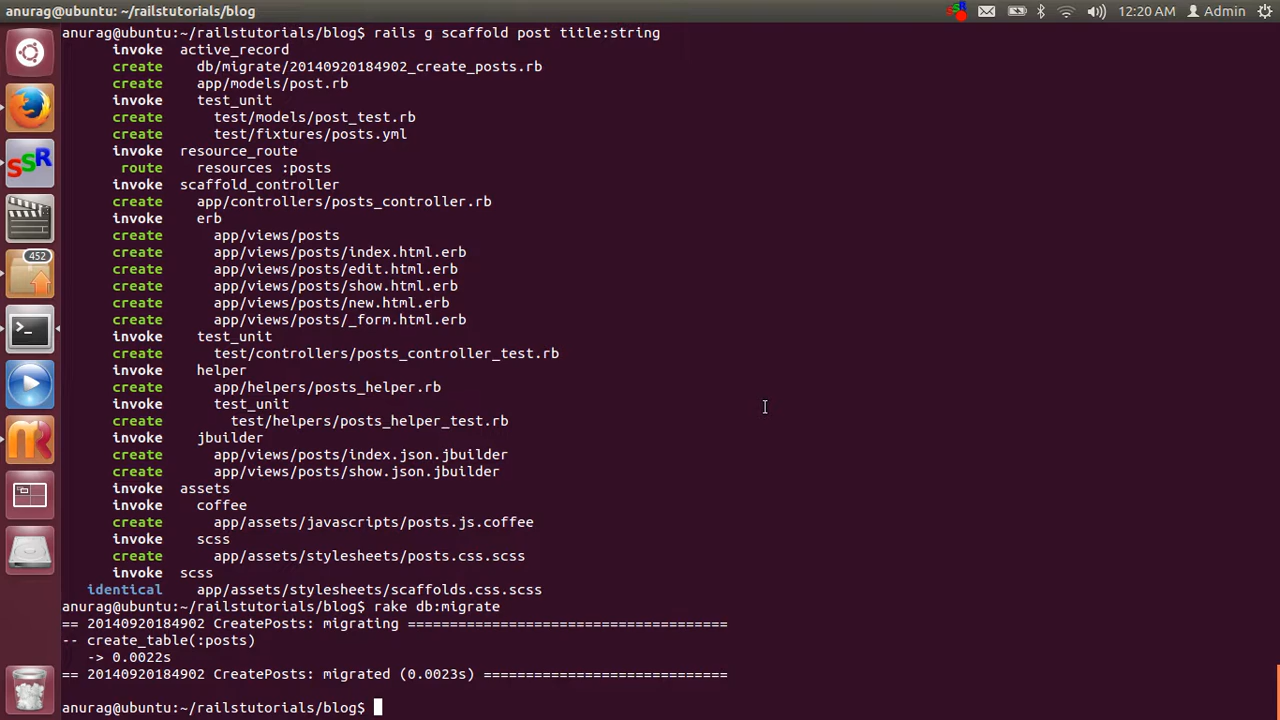 anurag@ubuntu: ~/railstutorials/blog 12:20 AM Admin
anurag@ubuntu:~/railstutorials/blog$ rails g scaffold post title:string
invoke active_record
create db/migrate/20140920184902_create_posts.rb
create app/models/post.rb
invoke test_unit
create test/models/post_test.rb
create test/fixtures/posts.yml
invoke resource_route
route resources :posts
invoke scaffold_controller
create app/controllers/posts_controller.rb
invoke erb
create app/views/posts
create app/views/posts/index.html.erb
create app/views/posts/edit.html.erb
create app/views/posts/show.html.erb
create app/views/posts/new.html.erb
create app/views/posts/_form.html.erb
invoke test_unit
create test/controllers/posts_controller_test.rb
invoke helper
create app/helpers/posts_helper.rb
invoke test_unit
create test/helpers/posts_helper_test.rb
invoke jbuilder
create app/views/posts/index.json.jbuilder
create app/views/posts/show.json.jbuilder
invoke assets
invoke coffee
create app/assets/javascripts/posts.js.coffee
invoke scss
create app/assets/stylesheets/posts.css.scss
invoke scss
identical app/assets/stylesheets/scaffolds.css.scss
anurag@ubuntu:~/railstutorials/blog$ rake db:migrate
== 20140920184902 CreatePosts: migrating ======================================
-- create_table(:posts)
-> 0.0022s
== 20140920184902 CreatePosts: migrated (0.0023s) =============================
anurag@ubuntu:~/railstutorials/blog$
SSR
452
>_